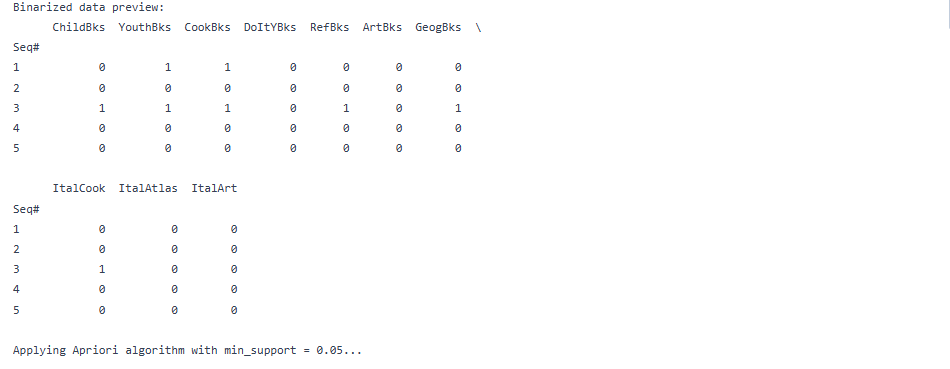 Binarized data preview:
      ChildBks  YouthBks  CookBks  DoItYBks  RefBks  ArtBks  GeogBks  \
Seq#
1            0         1        1         0       0       0        0
2            0         0        0         0       0       0        0
3            1         1        1         0       1       0        1
4            0         0        0         0       0       0        0
5            0         0        0         0       0       0        0
      ItalCook  ItalAtlas  ItalArt
Seq#
1            0          0        0
2            0          0        0
3            1          0        0
4            0          0        0
5            0          0        0
Applying Apriori algorithm with min_support = 0.05...